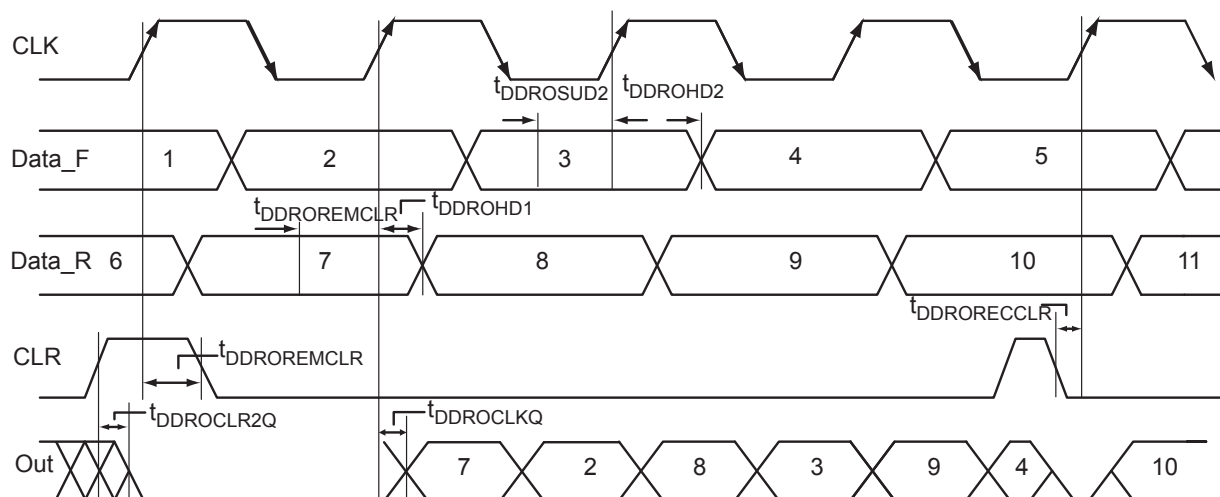 CLK
tDDROSUD2 tDDROHD2
Data_F 1 2 3 4 5
tDDROREMCLR tDDROHD1
Data_R 6 7 8 9 10 11
tDDRORECCLR
CLR tDDROREMCLR
tDDROCLR2Q tDDROCLKQ
Out 7 2 8 3 9 4 10